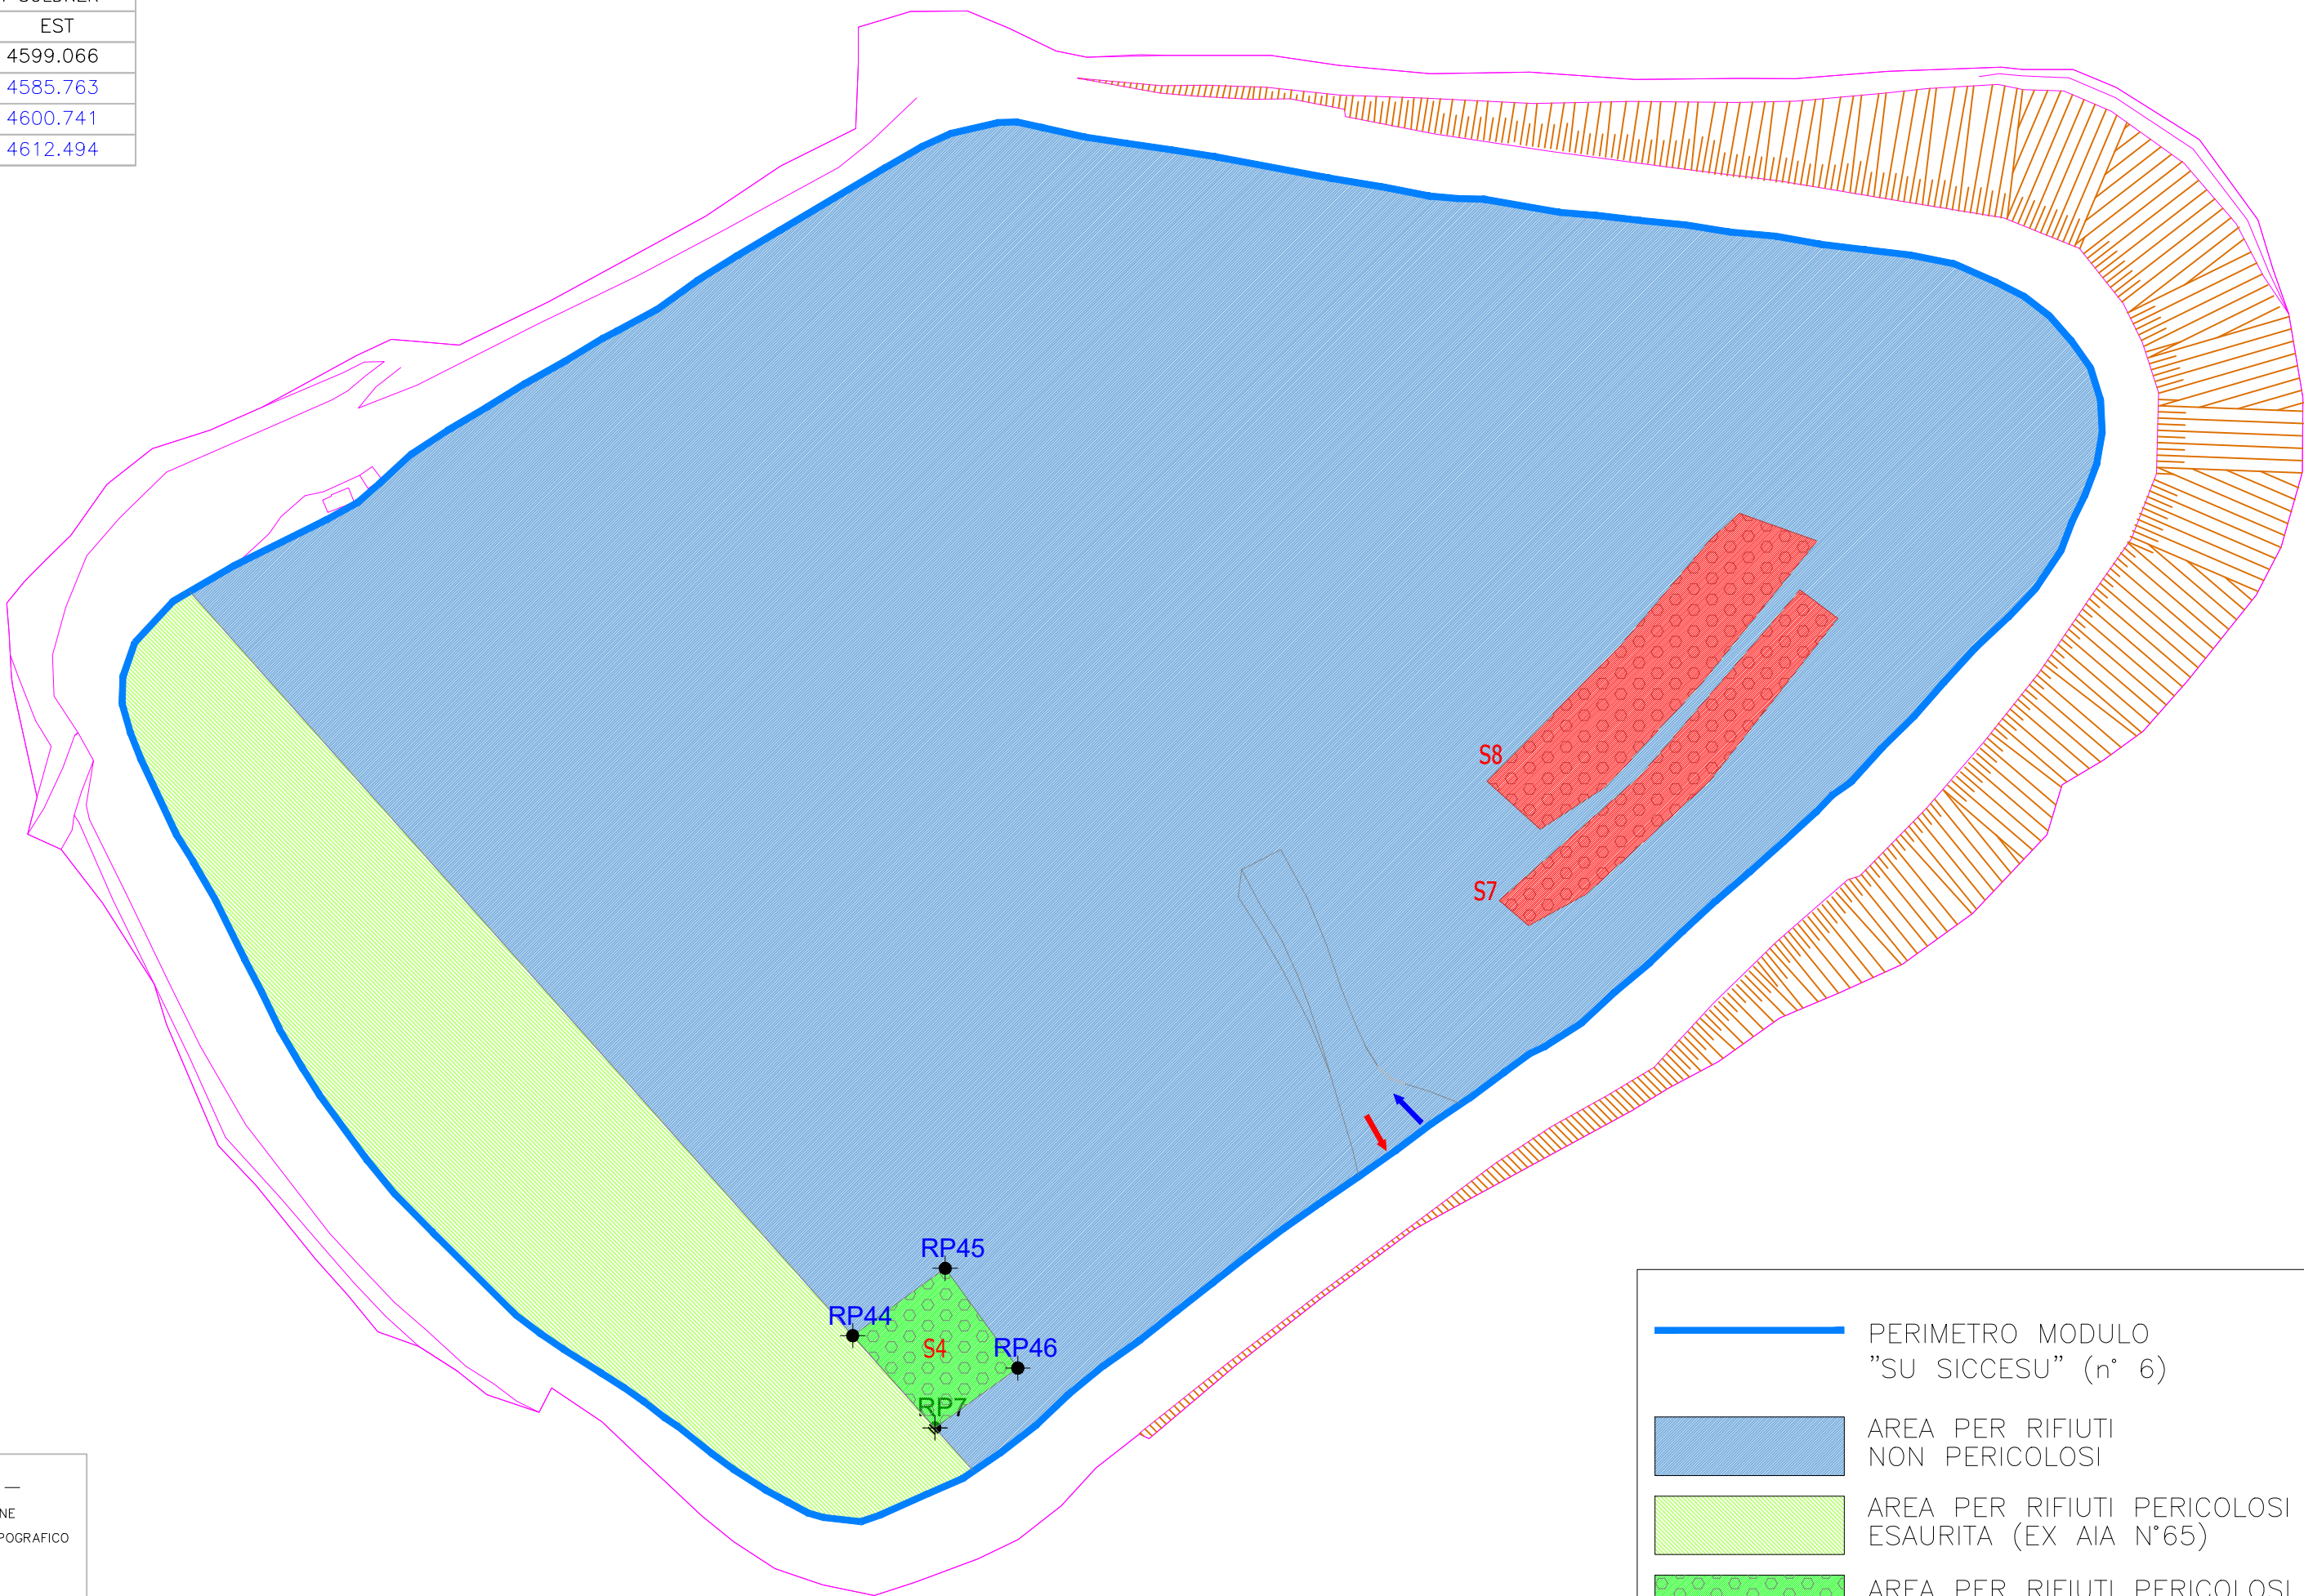 EST
4599.066
4585.763
4600.741
4612.494
S8
S7
RP45
RP44
S4
RP46
RP7
PERIMETRO MODULO
"SU SICCESU" (n° 6)
AREA PER RIFIUTI
NON PERICOLOSI
AREA PER RIFIUTI PERICOLOSI
ESAURITA (EX AIA N°65)
AREA PER RIFIUTI PERICOLOSI